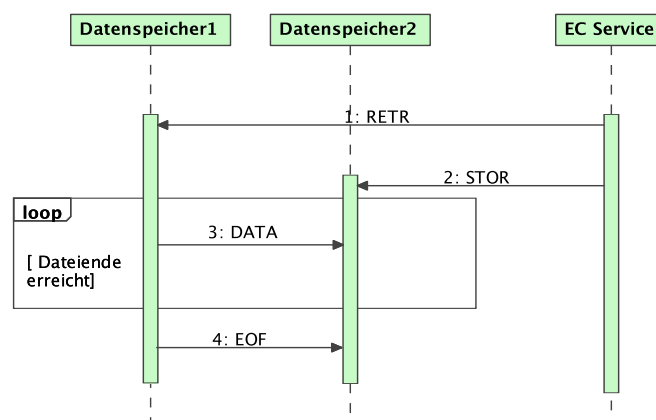 Datenspeicher1
Datenspeicher2
EC Service
1: RETR
2: STOR
loop
3: DATA
[ Dateiende
erreicht]
4: EOF